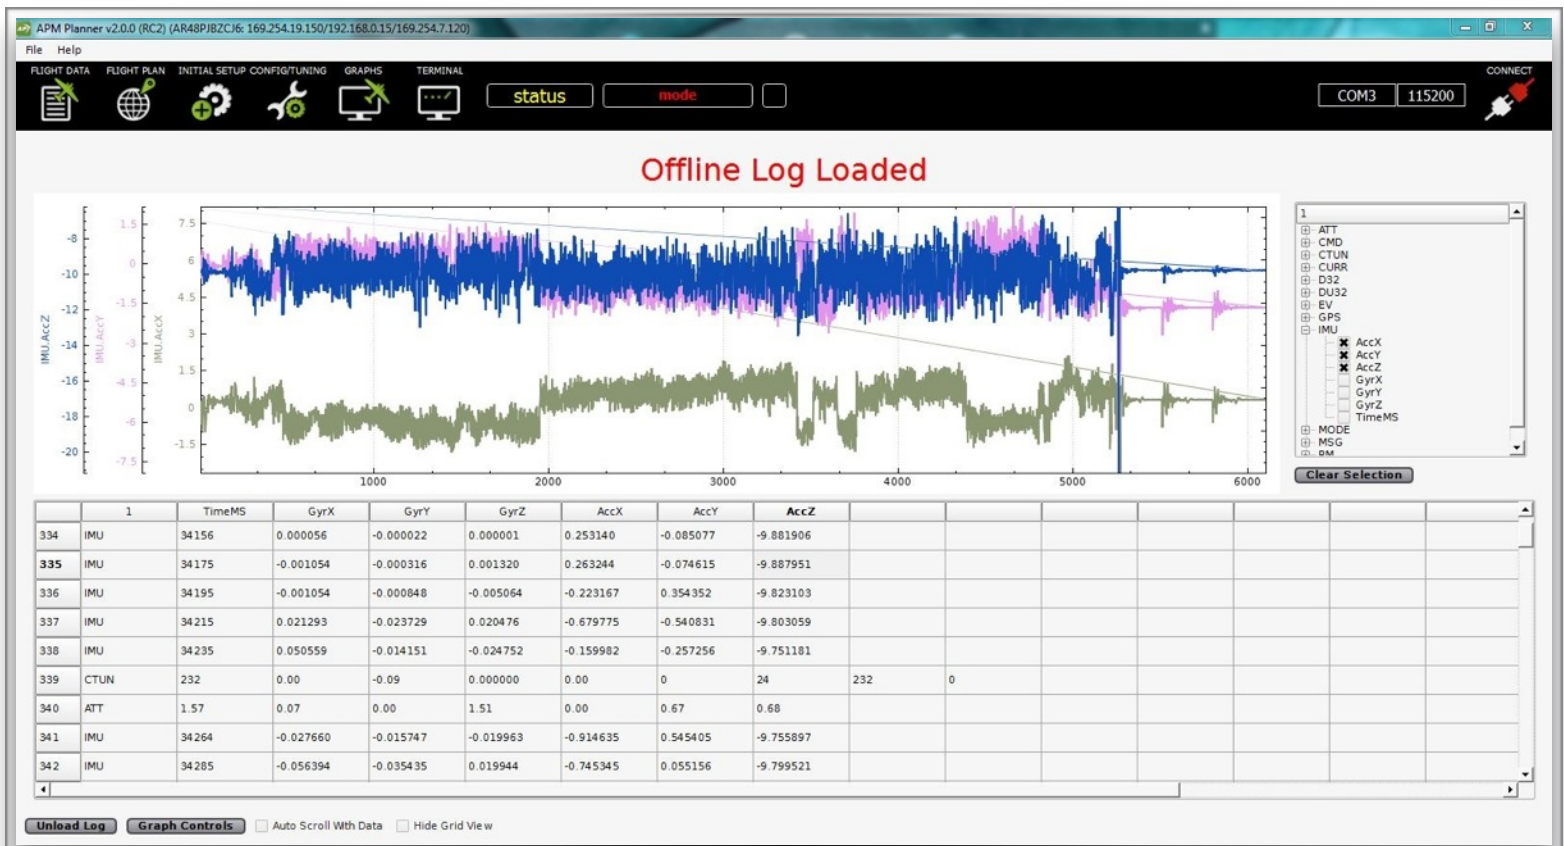 APM Planner v2.0.0 (RC2) (AR48PJBZCJ6: 169.254.19.150/192.168.0.15/169.254.7.120)
File Help
FLIGHT DATA FLIGHT PLAN INITIAL SETUP CONFIG/TUNING GRAPHS TERMINAL CONNECT
status mode COM3 115200
Offline Log Loaded
IMU.AccZ
-8
-10
-12
-14
-16
-18
-20
IMU.AccY
1.5
0
-1.5
-3
-4.5
-6
-7.5
IMU.AccX
7.5
6
4.5
3
1.5
0
-1.5
1000 2000 3000 4000 5000 6000
1
ATT
CMD
CTUN
CURR
D32
DU32
EV
GPS
IMU
AccX
AccY
AccZ
GyrX
GyrY
GyrZ
TimeMS
MODE
MSG
PM
Clear Selection
1 TimeMS GyrX GyrY GyrZ AccX AccY AccZ
334 IMU 34156 0.000056 -0.000022 0.000001 0.253140 -0.085077 -9.881906
335 IMU 34175 -0.001054 -0.000316 0.001320 0.263244 -0.074615 -9.887951
336 IMU 34195 -0.001054 -0.000848 -0.005064 -0.223167 0.354352 -9.823103
337 IMU 34215 0.021293 -0.023729 0.020476 -0.679775 -0.540831 -9.803059
338 IMU 34235 0.050559 -0.014151 -0.024752 -0.159982 -0.257256 -9.751181
339 CTUN 232 0.00 -0.09 0.000000 0.00 0 24 232 0
340 ATT 1.57 0.07 0.00 1.51 0.00 0.67 0.68
341 IMU 34264 -0.027660 -0.015747 -0.019963 -0.914635 0.545405 -9.755897
342 IMU 34285 -0.056394 -0.035435 0.019944 -0.745345 0.055156 -9.799521
Unload Log Graph Controls Auto Scroll With Data Hide Grid View